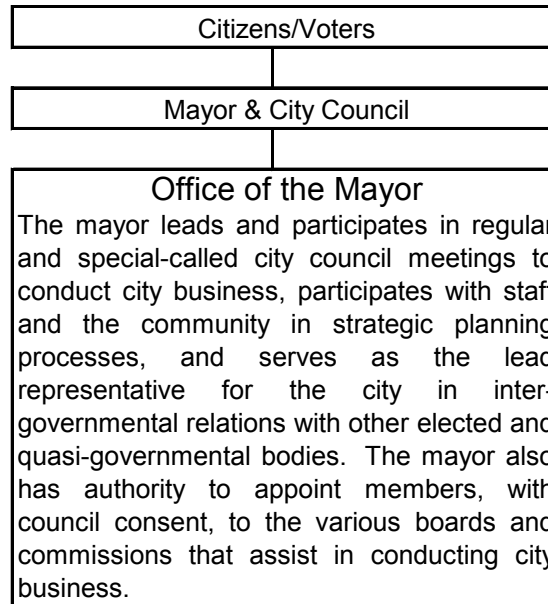 Citizens/Voters
Mayor & City Council
Office of the Mayor
The mayor leads and participates in regular
and special-called city council meetings to
conduct city business, participates with staff
and the community in strategic planning
processes, and serves as the lead
representative for the city in inter-
governmental relations with other elected and
quasi-governmental bodies. The mayor also
has authority to appoint members, with
council consent, to the various boards and
commissions that assist in conducting city
business.